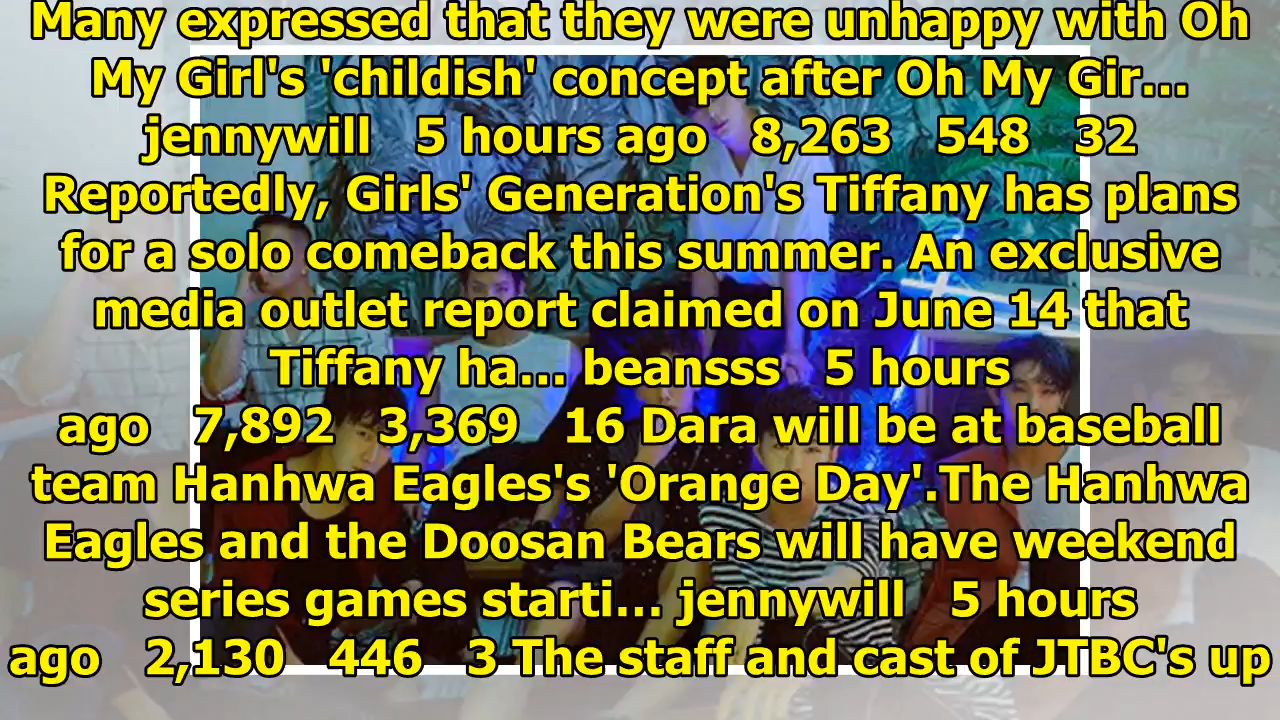 Many expressed that they were unhappy with Oh
My Girl's 'childish' concept after Oh My Gir...
jennywill 5 hours ago 8,263 548 32
Reportedly, Girls' Generation's Tiffany has plans
for a solo comeback this summer. An exclusive
media outlet report claimed on June 14 that
Tiffany ha... beansss 5 hours
ago 7,892 3,369 16 Dara will be at baseball
team Hanhwa Eagles's 'Orange Day'.The Hanhwa
Eagles and the Doosan Bears will have weekend
series games starti... jennywill 5 hours
ago 2,130 446 3 The staff and cast of JTBC's up